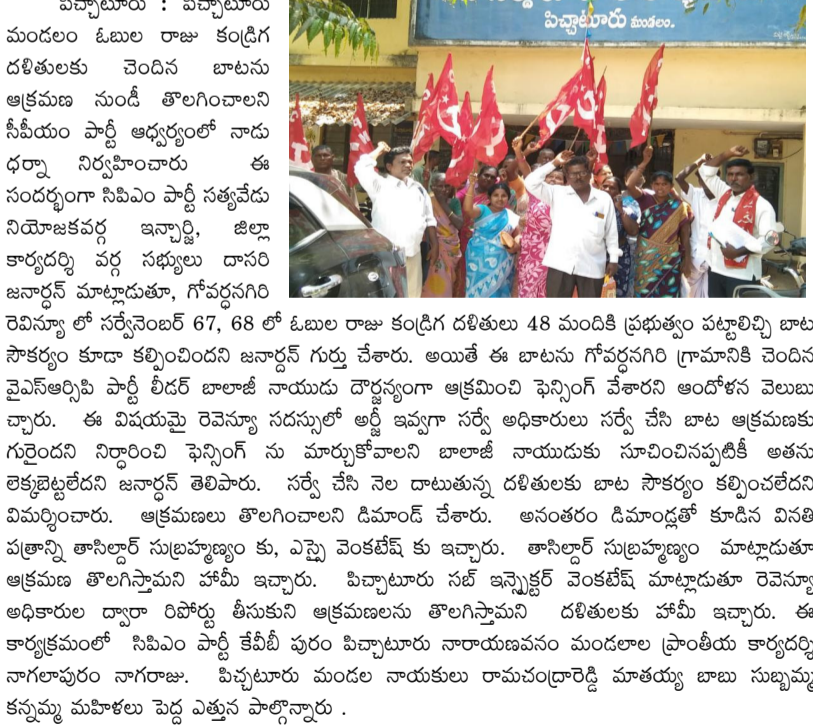 పిచ్చాటూరు : పిచ్చాటూరు
మండలం ఓబుల రాజు కండ్రిగ
దళితులకు చెందిన బాటను
ఆక్రమణ నుండీ తొలగించాలని
సీపీయం పార్టీ ఆధ్వర్యంలో నాడు
ధర్నా నిర్వహించారు ఈ
సందర్భంగా సిపిఎం పార్టీ సత్యవేడు
నియోజకవర్గ ఇన్చార్జి, జిల్లా
కార్యదర్శి వర్గ సభ్యులు దాసరి
జనార్ధన్ మాట్లాడుతూ, గోవర్ధనగిరి
రెవిన్యూ లో సర్వేనెంబర్ 67, 68 లో ఓబుల రాజు కండ్రిగ దళితులు 48 మందికి ప్రభుత్వం పట్టాలిచ్చి బాట
సౌకర్యం కూడా కల్పించిందని జనార్దన్ గుర్తు చేశారు. అయితే ఈ బాటను గోవర్ధనగిరి గ్రామానికి చెందిన
వైఎస్ఆర్సిపి పార్టీ లీడర్ బాలాజీ నాయుడు దౌర్జన్యంగా ఆక్రమించి ఫెన్సింగ్ వేశారని ఆందోళన వెలుబు
చ్చారు. ఈ విషయమై రెవెన్యూ సదస్సులో అర్జీ ఇవ్వగా సర్వే అధికారులు సర్వే చేసి బాట ఆక్రమణకు
గురైందని నిర్ధారించి ఫెన్సింగ్ ను మార్చుకోవాలని బాలాజీ నాయుడుకు సూచించినప్పటికీ అతను
లెక్కబెట్టలేదని జనార్ధన్ తెలిపారు. సర్వే చేసి నెల దాటుతున్న దళితులకు బాట సౌకర్యం కల్పించలేదని
విమర్శించారు. ఆక్రమణలు తొలగించాలని డిమాండ్ చేశారు. అనంతరం డిమాండ్లతో కూడిన వినతి
పత్రాన్ని తాసిల్దార్ సుబ్రహ్మణ్యం కు, ఎస్సై వెంకటేష్ కు ఇచ్చారు. తాసిల్దార్ సుబ్రహ్మణ్యం మాట్లాడుతూ
ఆక్రమణ తొలగిస్తామని హామీ ఇచ్చారు. పిచ్చాటూరు సబ్ ఇన్స్పెక్టర్ వెంకటేష్ మాట్లాడుతూ రెవెన్యూ
అధికారుల ద్వారా రిపోర్టు తీసుకుని ఆక్రమణలను తొలగిస్తామని దళితులకు హామీ ఇచ్చారు. ఈ
కార్యక్రమంలో సిపిఎం పార్టీ కేవీబీ పురం పిచ్చాటూరు నారాయణవనం మండలాల ప్రాంతీయ కార్యదర్శి
నాగలాపురం నాగరాజు. పిచ్చటూరు మండల నాయకులు రామచంద్రారెడ్డి మాతయ్య బాబు సుబ్బమ్మ
కన్నమ్మ మహిళలు పెద్ద ఎత్తున పాల్గొన్నారు .
పిచ్చాటూరు మండలం.